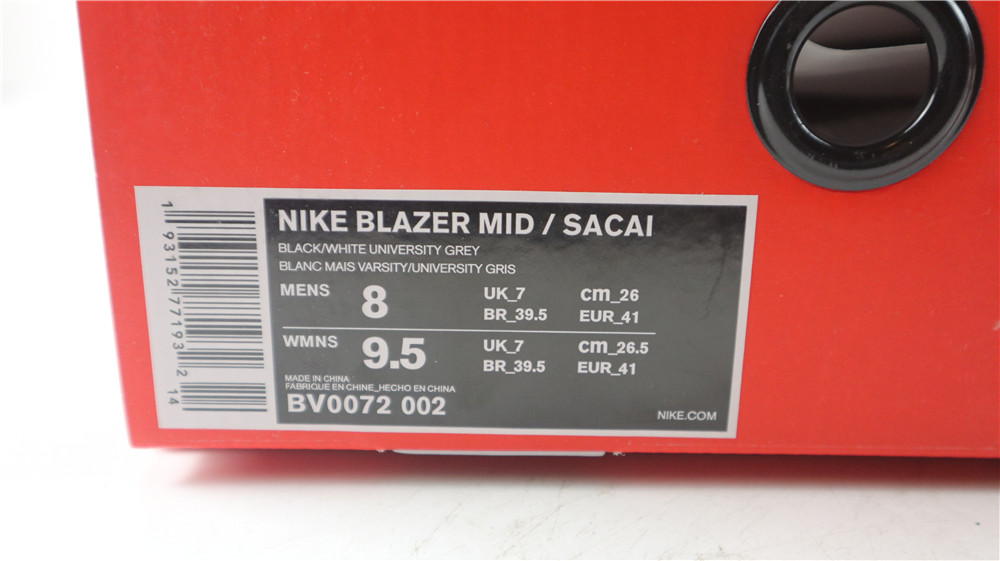 1 93152 77193 2 14
NIKE BLAZER MID / SACAI
BLACK/WHITE UNIVERSITY GREY
BLANC MAIS VARSITY/UNIVERSITY GRIS
MENS 8 UK_7 cm_26
BR_39.5 EUR_41
WMNS 9.5 UK_7 cm_26.5
BR_39.5 EUR_41
MADE IN CHINA
FABRIQUE EN CHINE_HECHO EN CHINA
BV0072 002
NIKE.COM